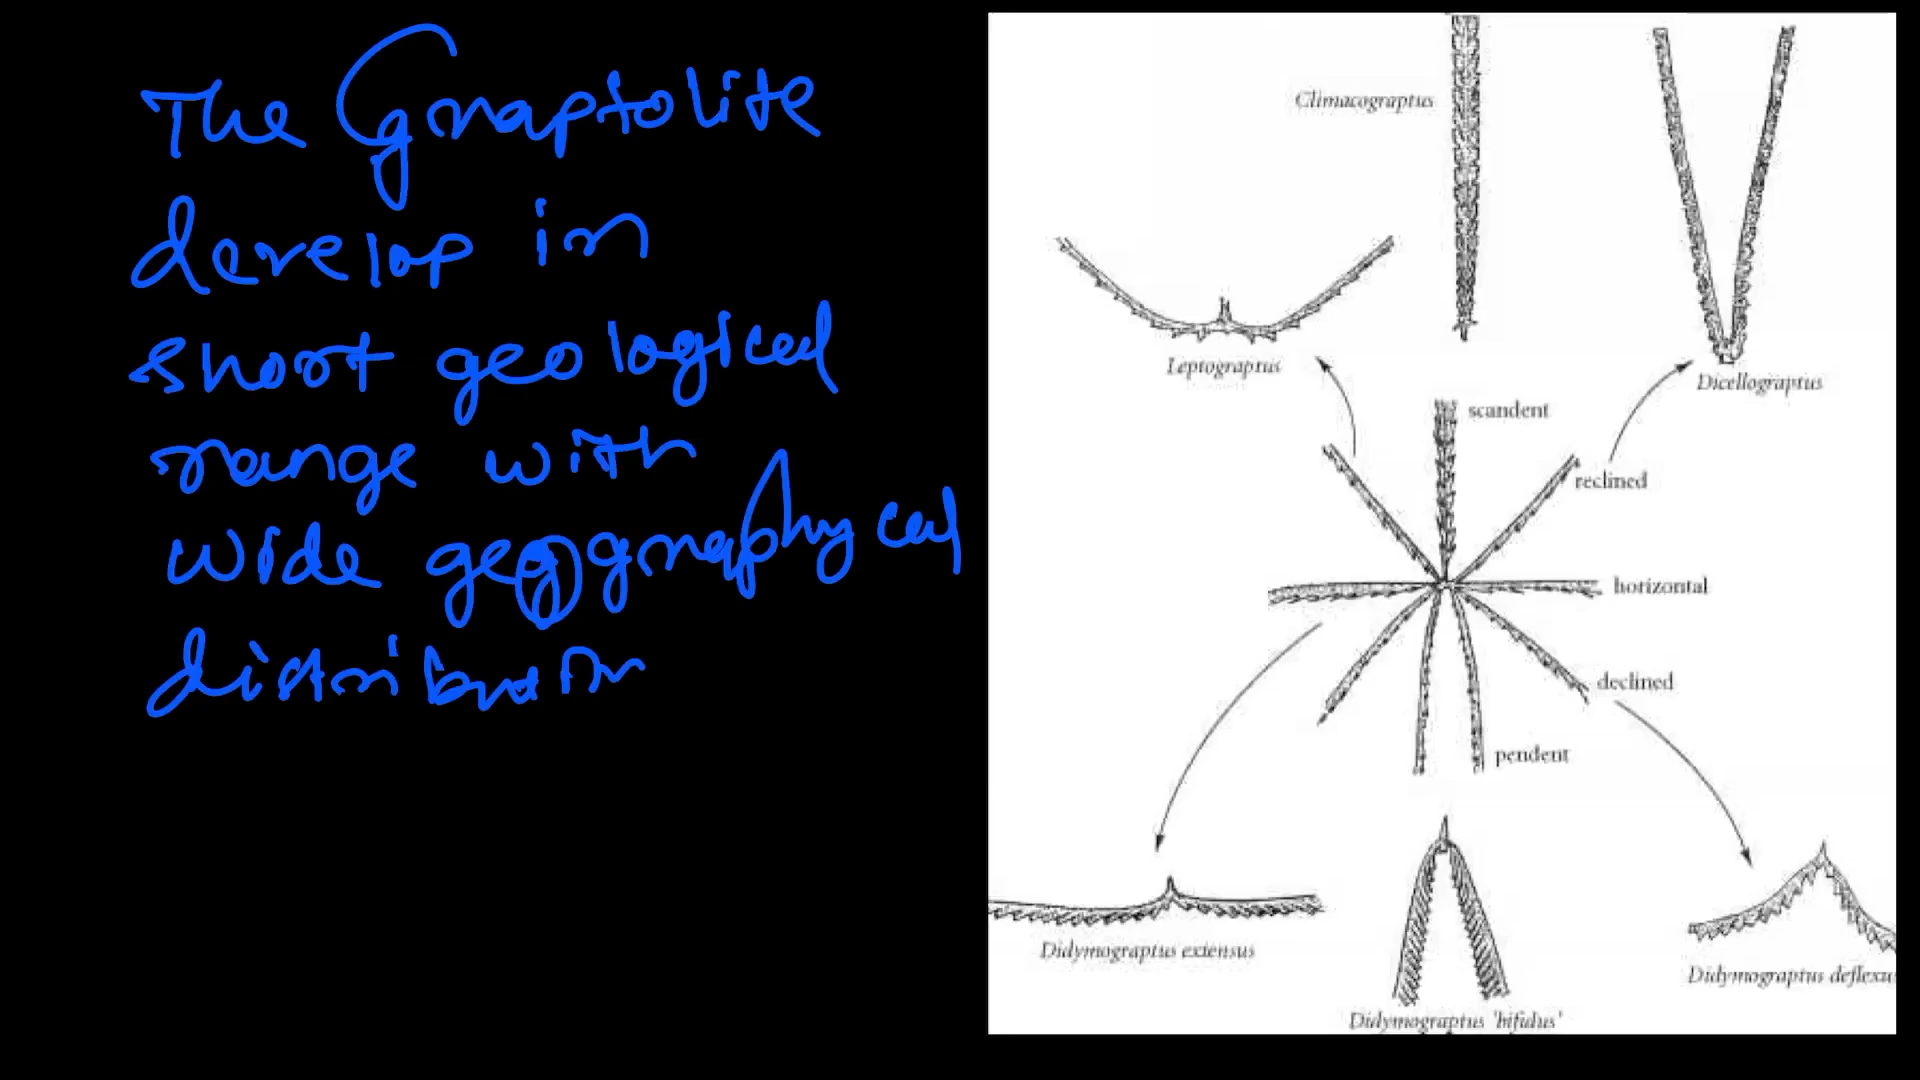 The Graptolite
develop in
short geological
range with
wide geographycal
distribution
Climacograptus
Leptograptus
Dicellograptus
scandent
reclined
horizontal
declined
pendent
Didymograptus extensus
Didymograptus deflexu
Didymograptus 'bifidus'